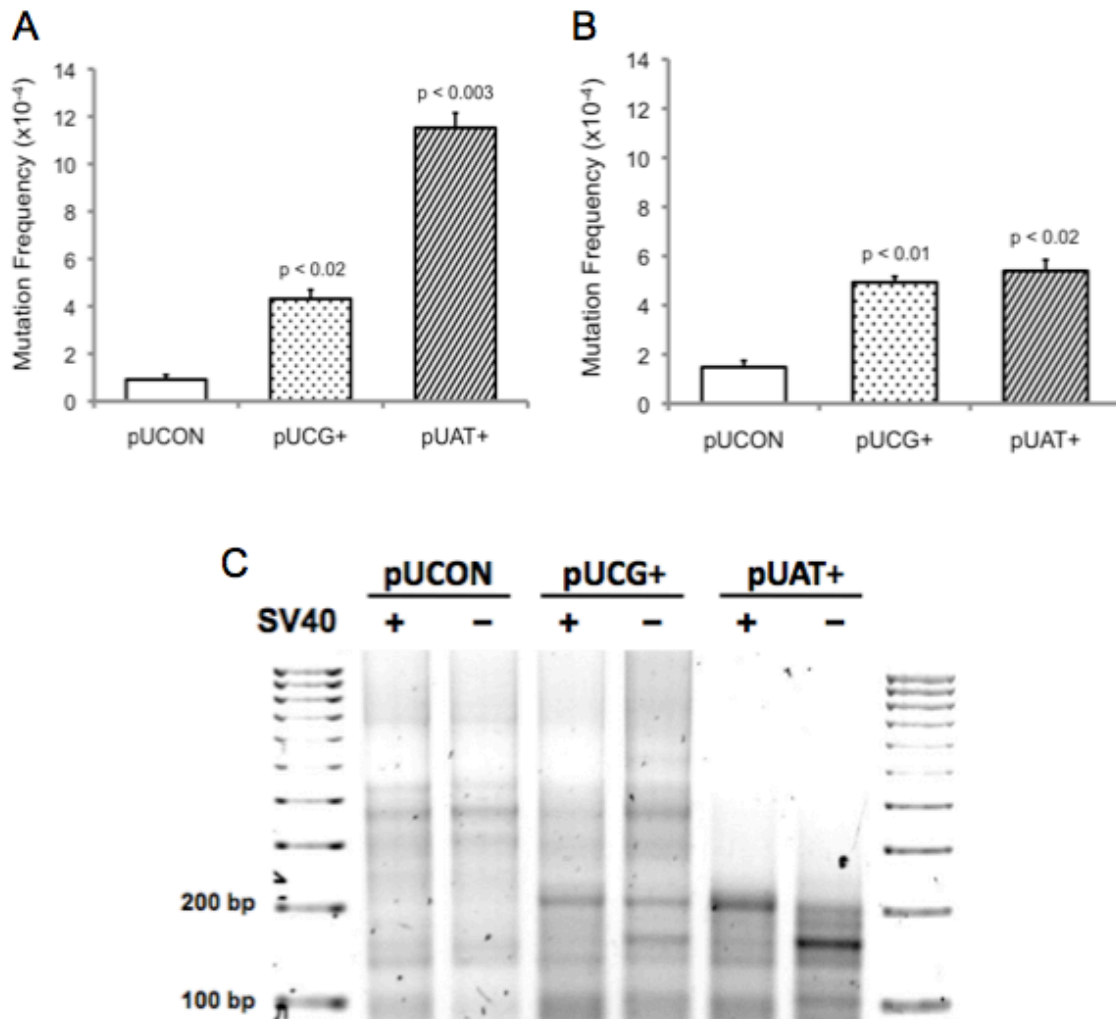 A
Mutation Frequency (x10⁻⁴)
14
12
10
8
6
4
2
0
p < 0.02
p < 0.003
pUCON
pUCG+
pUAT+
B
Mutation Frequency (x10⁻⁴)
14
12
10
8
6
4
2
0
p < 0.01
p < 0.02
pUCON
pUCG+
pUAT+
C
pUCON
pUCG+
pUAT+
SV40 + − + − + −
200 bp
100 bp